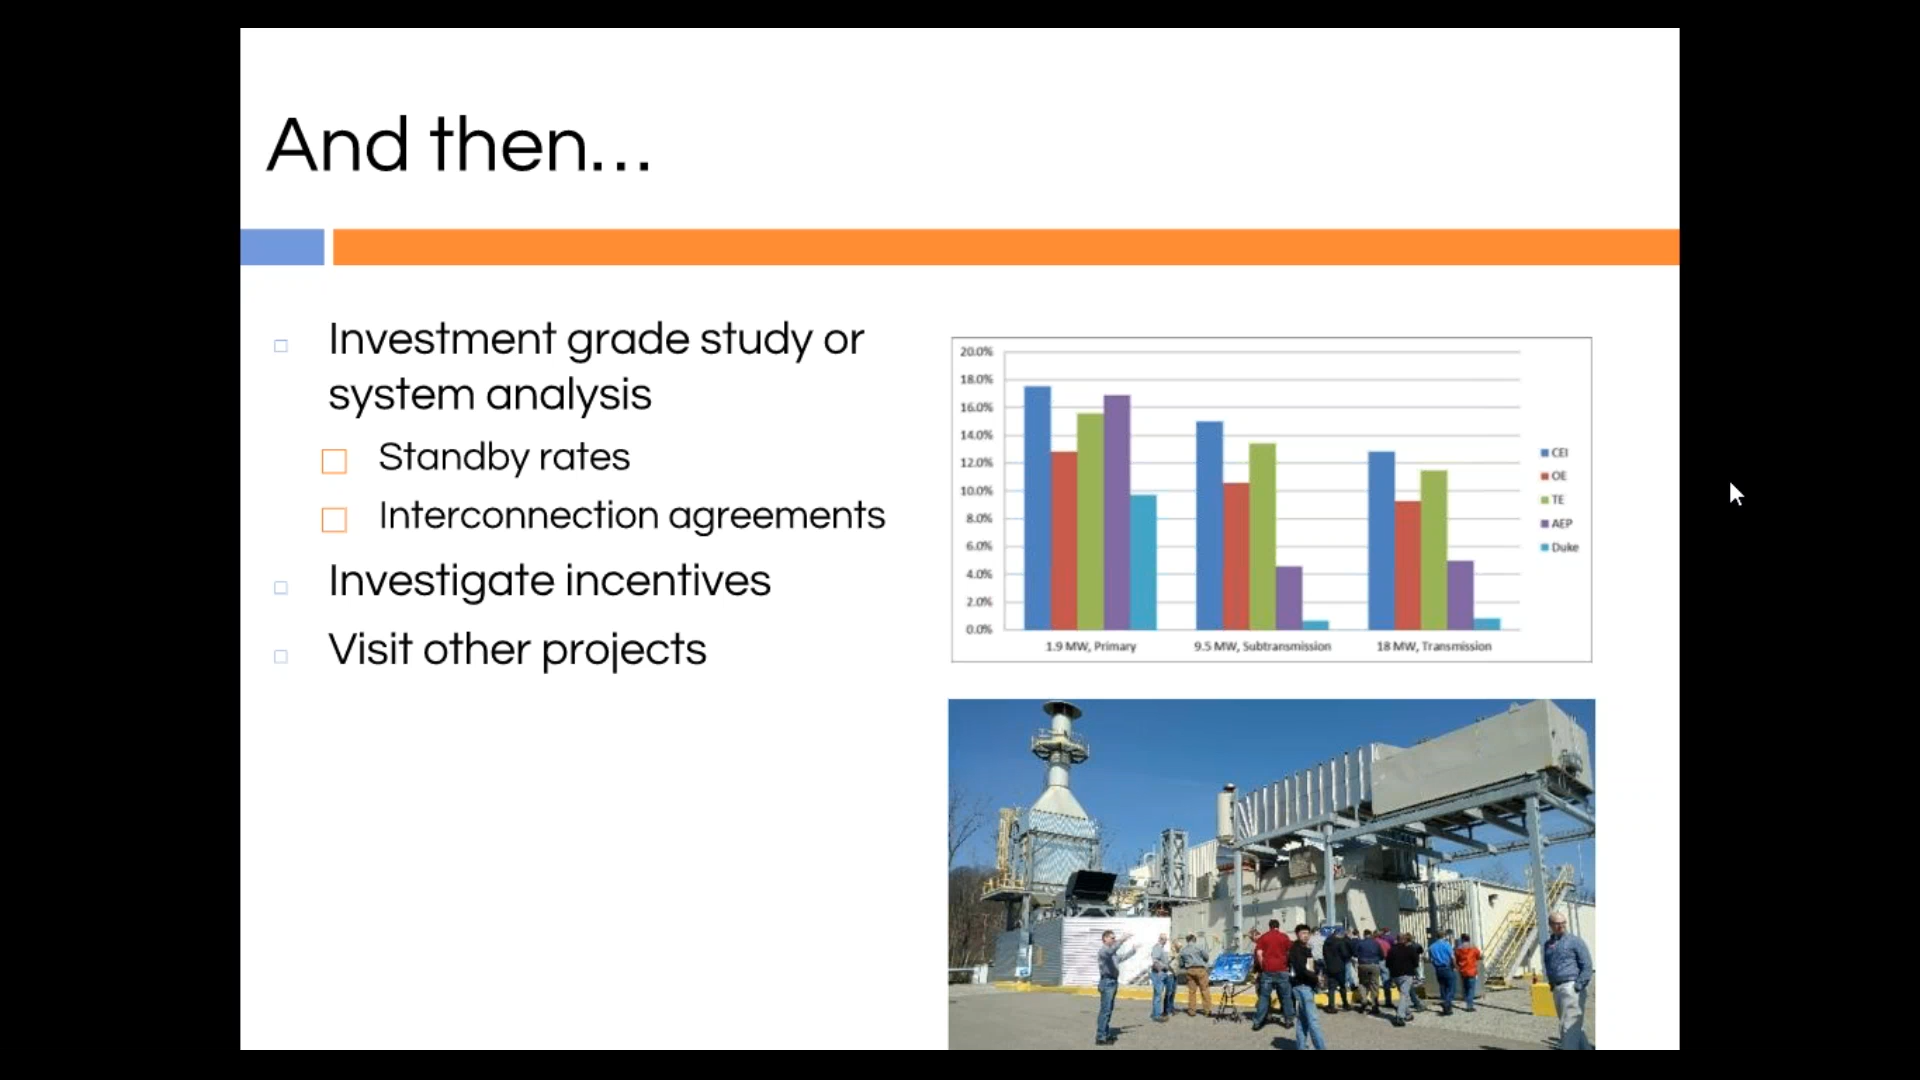 And then...
Investment grade study or
system analysis
Standby rates
Interconnection agreements
Investigate incentives
Visit other projects
20.0%
18.0%
16.0%
14.0%
12.0%
10.0%
8.0%
6.0%
4.0%
2.0%
0.0%
1.9 MW, Primary
9.5 MW, Subtransmission
18 MW, Transmission
CEI
OE
TE
AEP
Duke